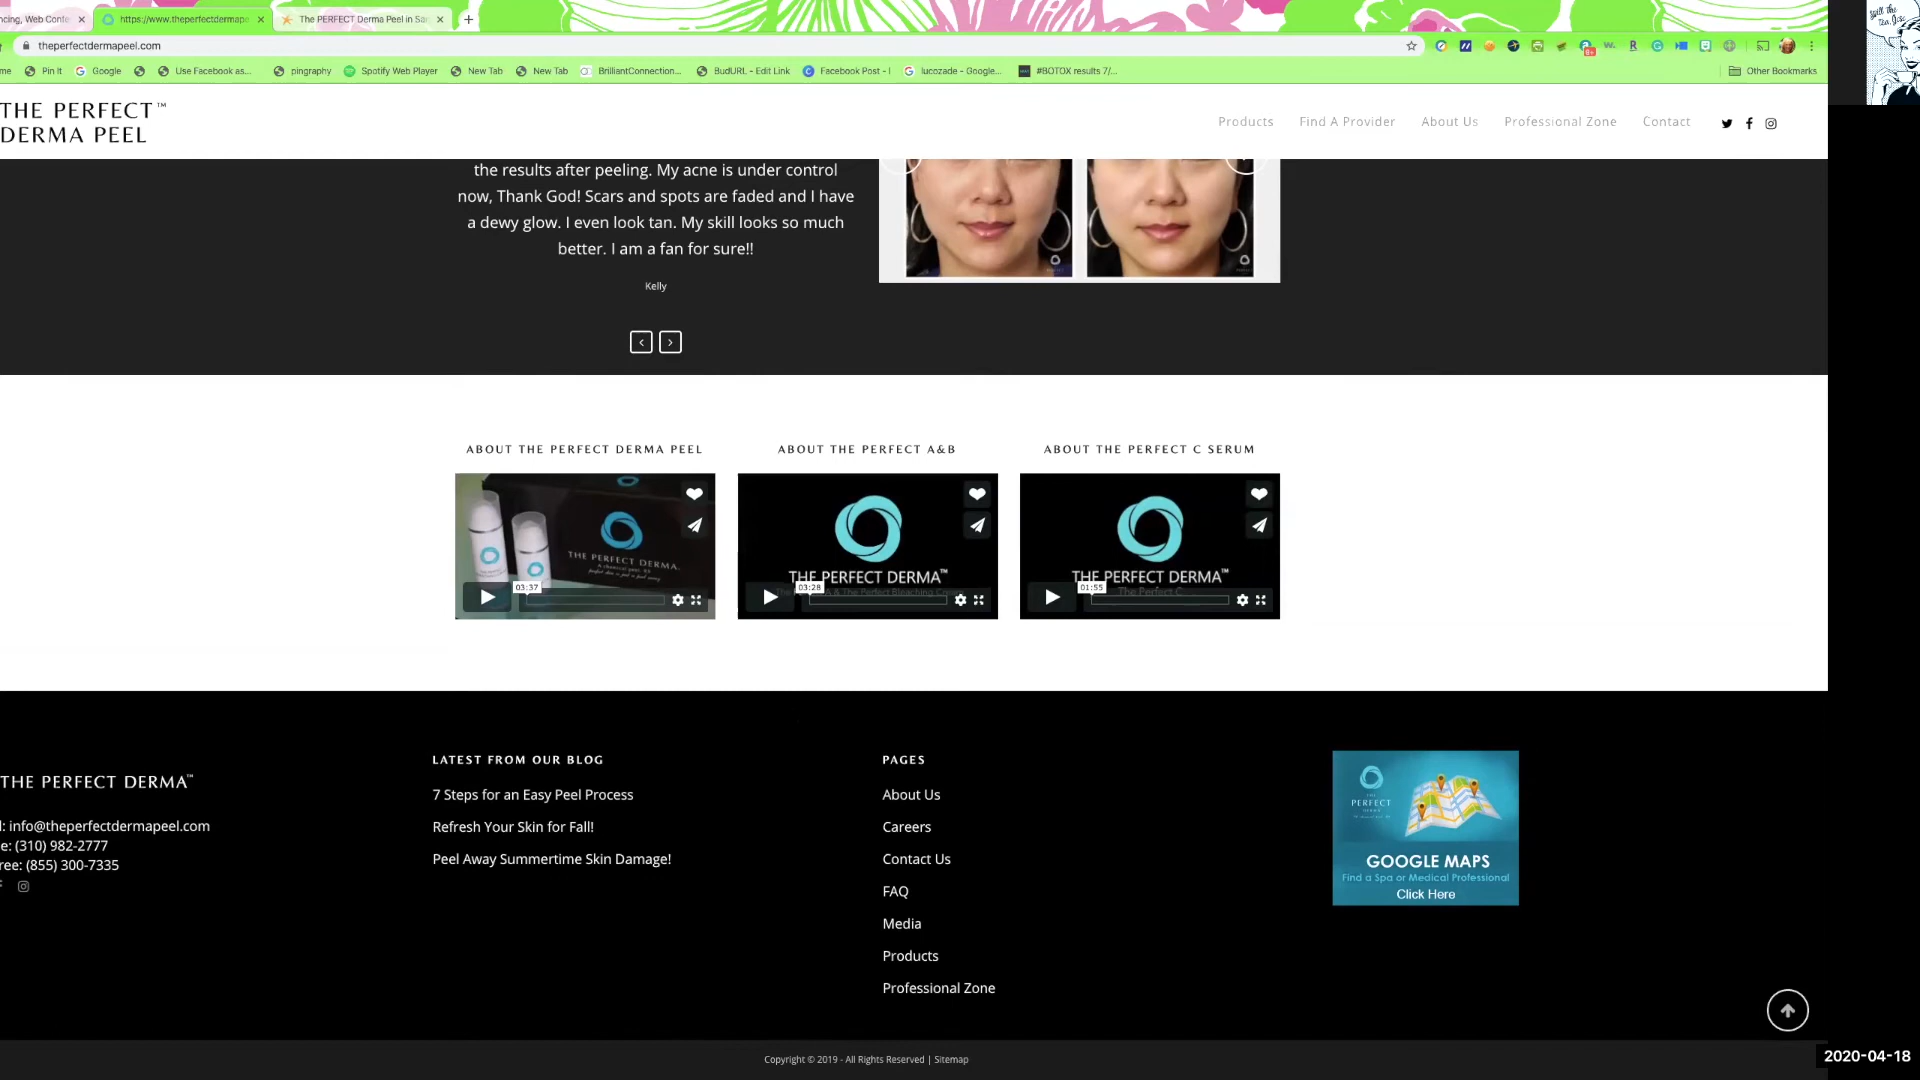 ncing, Web Confe
https://www.theperfectdermape
The PERFECT Derma Peel in Sar
theperfectdermapeel.com
me
Pin It
Google
Use Facebook as...
pingraphy
Spotify Web Player
New Tab
New Tab
BrilliantConnection...
BudURL - Edit Link
Facebook Post - I
lucozade - Google...
#BOTOX results 7/...
Other Bookmarks
spill the
THE PERFECT™
DERMA PEEL
Products
Find A Provider
About Us
Professional Zone
Contact
the results after peeling. My acne is under control
now, Thank God! Scars and spots are faded and I have
a dewy glow. I even look tan. My skill looks so much
better. I am a fan for sure!!
Kelly
ABOUT THE PERFECT DERMA PEEL
ABOUT THE PERFECT A&B
ABOUT THE PERFECT C SERUM
THE PERFECT DERMA.
03:37
THE PERFECT DERMA™
03:28
THE PERFECT DERMA™
The Perfect C
01:55
THE PERFECT DERMA™
l: info@theperfectdermapeel.com
e: (310) 982-2777
ree: (855) 300-7335
LATEST FROM OUR BLOG
7 Steps for an Easy Peel Process
Refresh Your Skin for Fall!
Peel Away Summertime Skin Damage!
PAGES
About Us
Careers
Contact Us
FAQ
Media
Products
Professional Zone
THE
PERFECT
DERMA
GOOGLE MAPS
Find a Spa or Medical Professional
Click Here
Copyright © 2019 - All Rights Reserved | Sitemap
2020-04-18